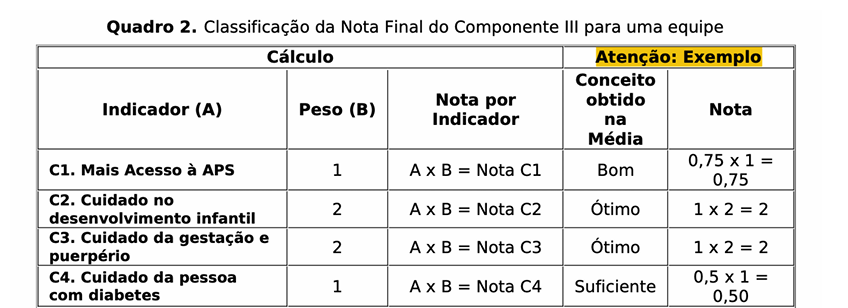 Quadro 2. Classificação da Nota Final do Componente III para uma equipe
Cálculo
Atenção: Exemplo
Indicador (A)
Peso (B)
Nota por
Indicador
Conceito
obtido
na
Média
Nota
C1. Mais Acesso à APS
1
A x B = Nota C1
Bom
0,75 x 1 =
0,75
C2. Cuidado no
desenvolvimento infantil
2
A x B = Nota C2
Ótimo
1 x 2 = 2
C3. Cuidado da gestação e
puerpério
2
A x B = Nota C3
Ótimo
1 x 2 = 2
C4. Cuidado da pessoa
com diabetes
1
A x B = Nota C4
Suficiente
0,5 x 1 =
0,50